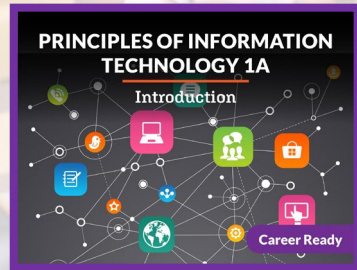 PRINCIPLES OF INFORMATION
TECHNOLOGY 1A
Introduction
Career Ready